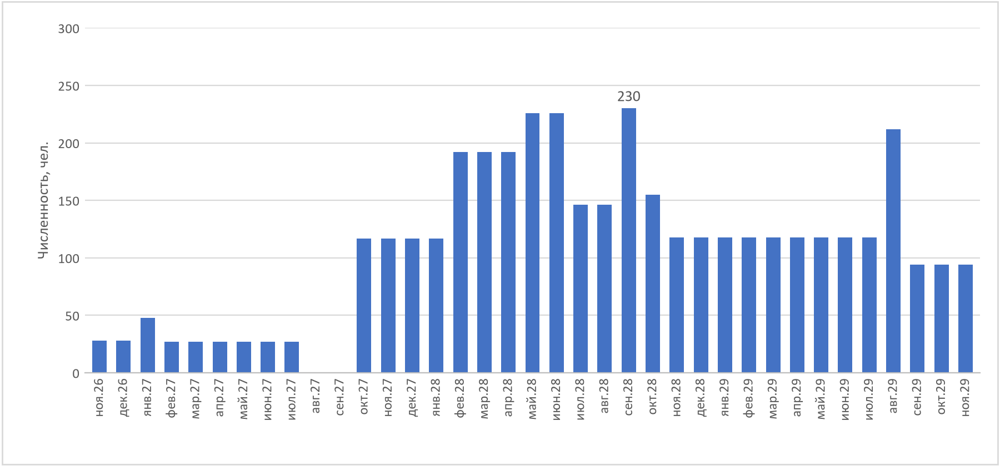 300
250
230
200
150
100
50
0
Численность, чел.
ноя.26
дек.26
янв.27
фев.27
мар.27
апр.27
май.27
июн.27
июл.27
авг.27
сен.27
окт.27
ноя.27
дек.27
янв.28
фев.28
мар.28
апр.28
май.28
июн.28
июл.28
авг.28
сен.28
окт.28
ноя.28
дек.28
янв.29
фев.29
мар.29
апр.29
май.29
июн.29
июл.29
авг.29
сен.29
окт.29
ноя.29